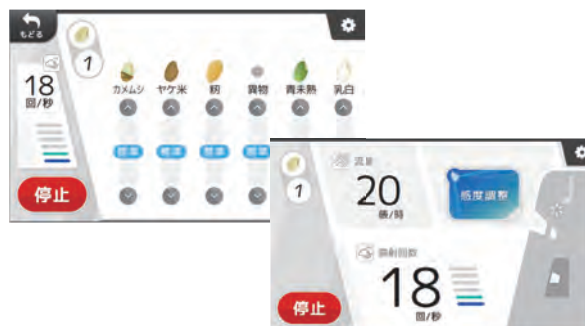 もどる
1
18
回/秒
停止
カメムシ ヤケ米 籾 異物 青未熟 乳白
標準 標準 標準 標準
1
流量
20
俵/時
感度調整
噴射回数
18
回/秒
停止